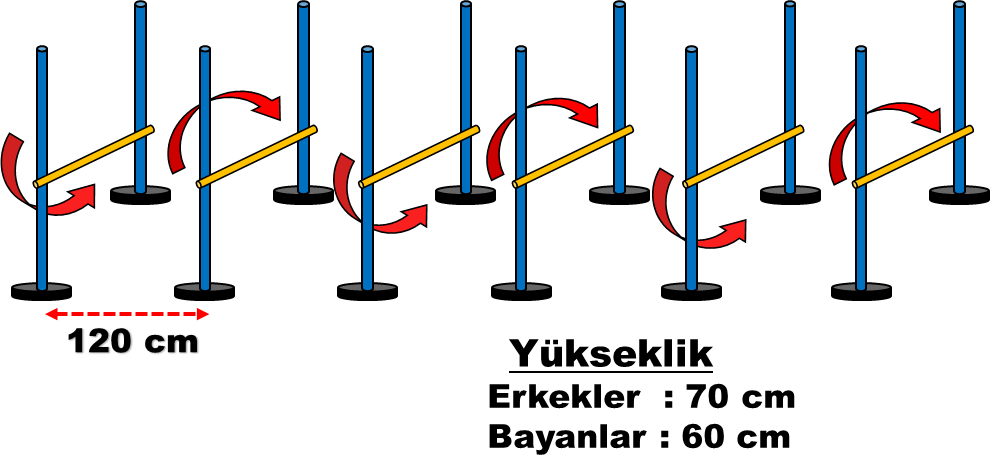 120 cm
Yükseklik
Erkekler : 70 cm
Bayanlar : 60 cm